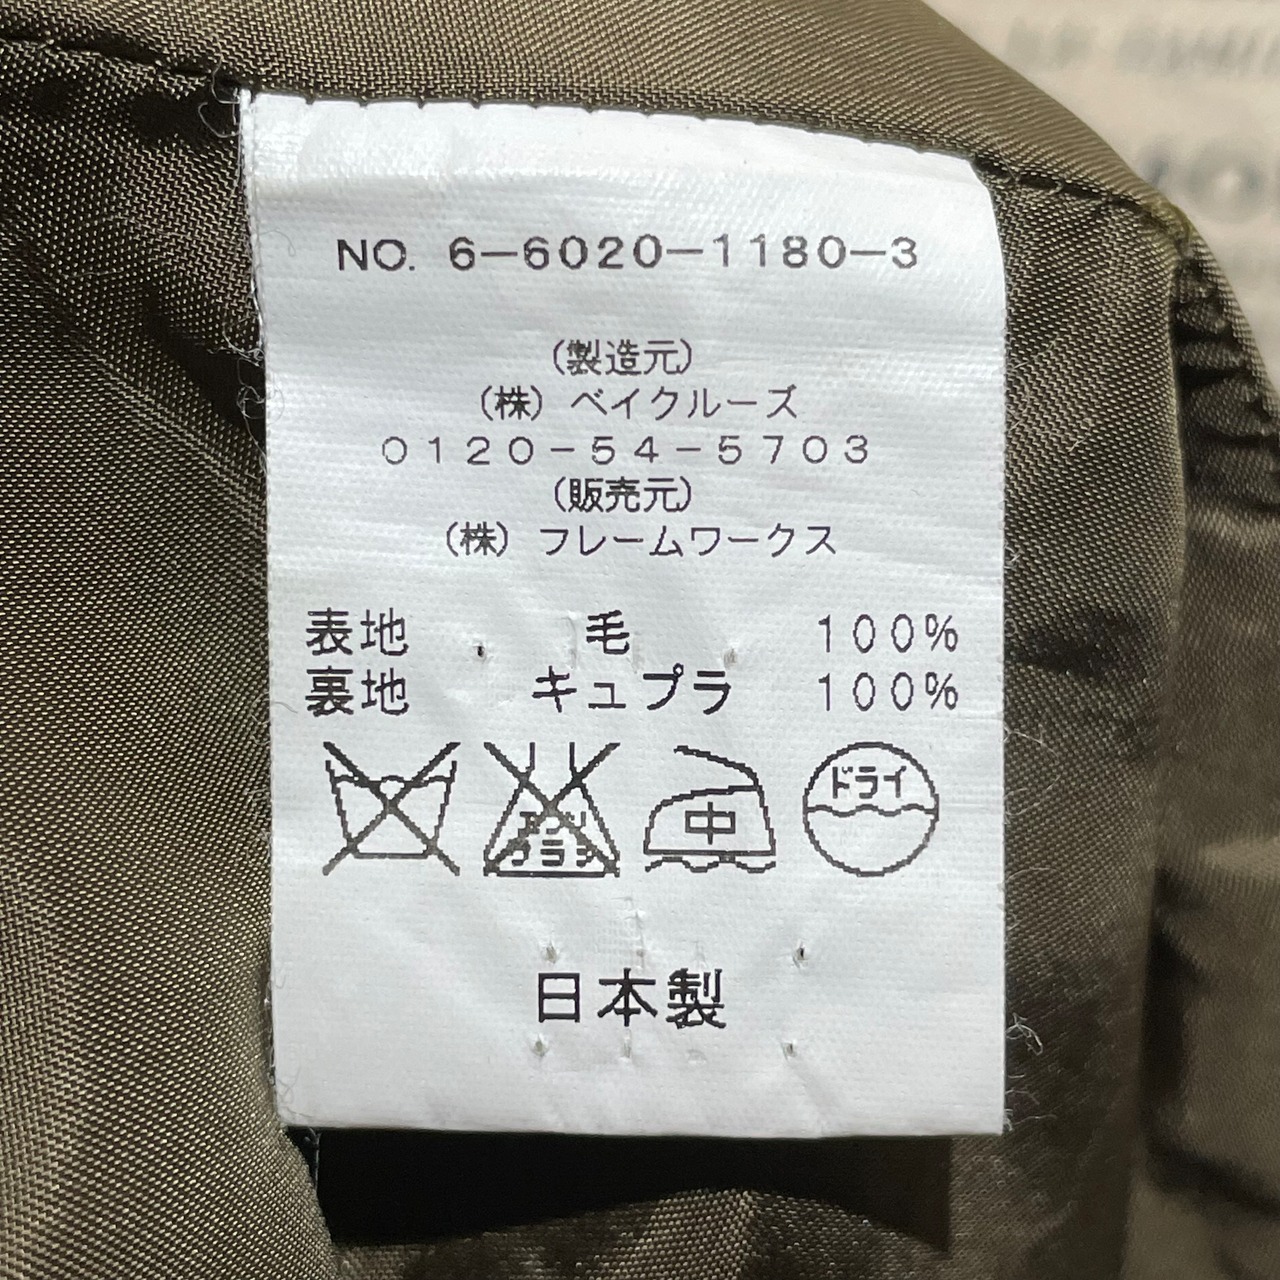 NO. 6-6020-1180-3
(製造元)
(株) ベイクルーズ
0120-54-5703
(販売元)
(株) フレームワークス
表地 毛 100%
裏地 キュプラ 100%
中 ドライ
日本製